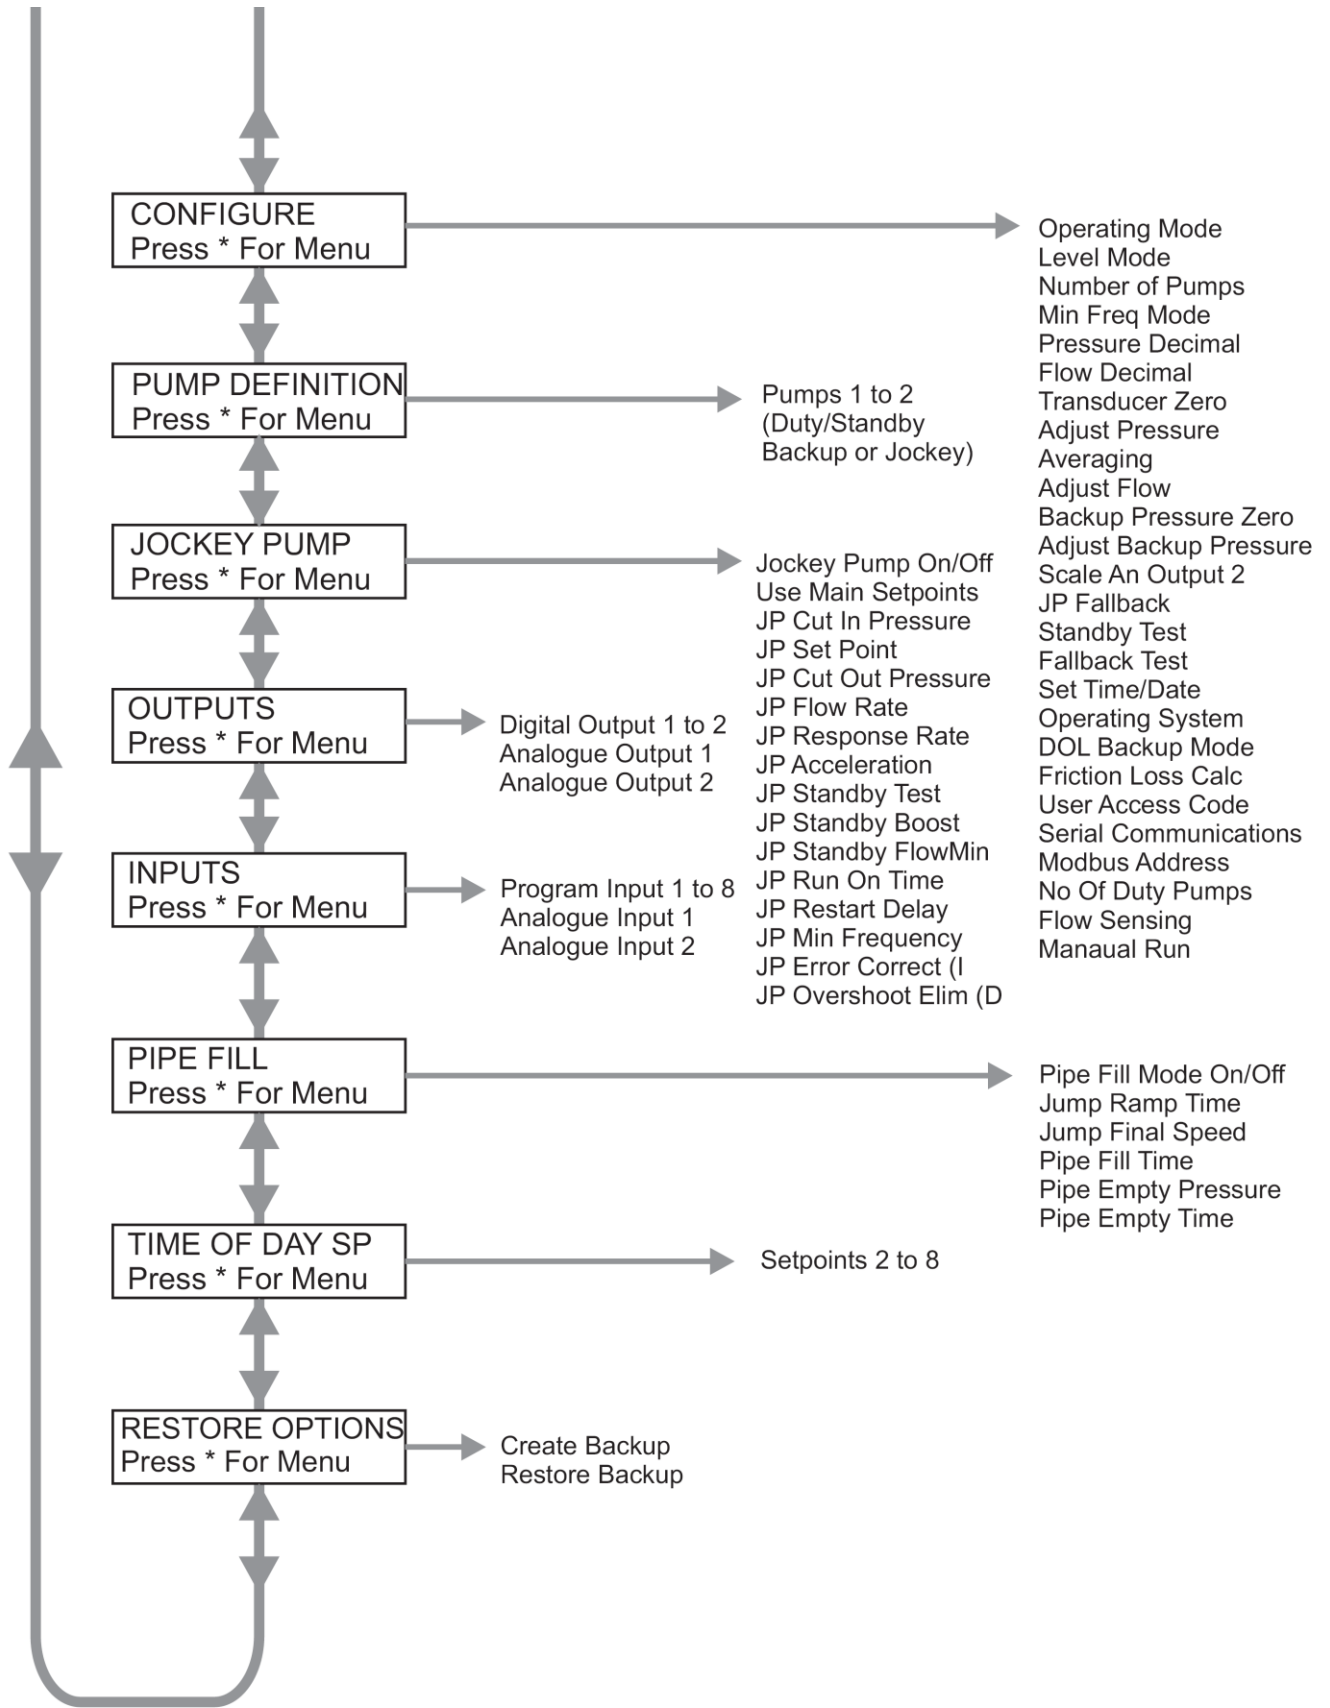 CONFIGURE
Press * For Menu
Operating Mode
Level Mode
Number of Pumps
Min Freq Mode
Pressure Decimal
Flow Decimal
Transducer Zero
Adjust Pressure
Averaging
Adjust Flow
Backup Pressure Zero
Adjust Backup Pressure
Scale An Output 2
JP Fallback
Standby Test
Fallback Test
Set Time/Date
Operating System
DOL Backup Mode
Friction Loss Calc
User Access Code
Serial Communications
Modbus Address
No Of Duty Pumps
Flow Sensing
Manaual Run
PUMP DEFINITION
Press * For Menu
Pumps 1 to 2
(Duty/Standby
Backup or Jockey)
JOCKEY PUMP
Press * For Menu
Jockey Pump On/Off
Use Main Setpoints
JP Cut In Pressure
JP Set Point
JP Cut Out Pressure
JP Flow Rate
JP Response Rate
JP Acceleration
JP Standby Test
JP Standby Boost
JP Standby FlowMin
JP Run On Time
JP Restart Delay
JP Min Frequency
JP Error Correct (I
JP Overshoot Elim (D
OUTPUTS
Press * For Menu
Digital Output 1 to 2
Analogue Output 1
Analogue Output 2
INPUTS
Press * For Menu
Program Input 1 to 8
Analogue Input 1
Analogue Input 2
PIPE FILL
Press * For Menu
Pipe Fill Mode On/Off
Jump Ramp Time
Jump Final Speed
Pipe Fill Time
Pipe Empty Pressure
Pipe Empty Time
TIME OF DAY SP
Press * For Menu
Setpoints 2 to 8
RESTORE OPTIONS
Press * For Menu
Create Backup
Restore Backup